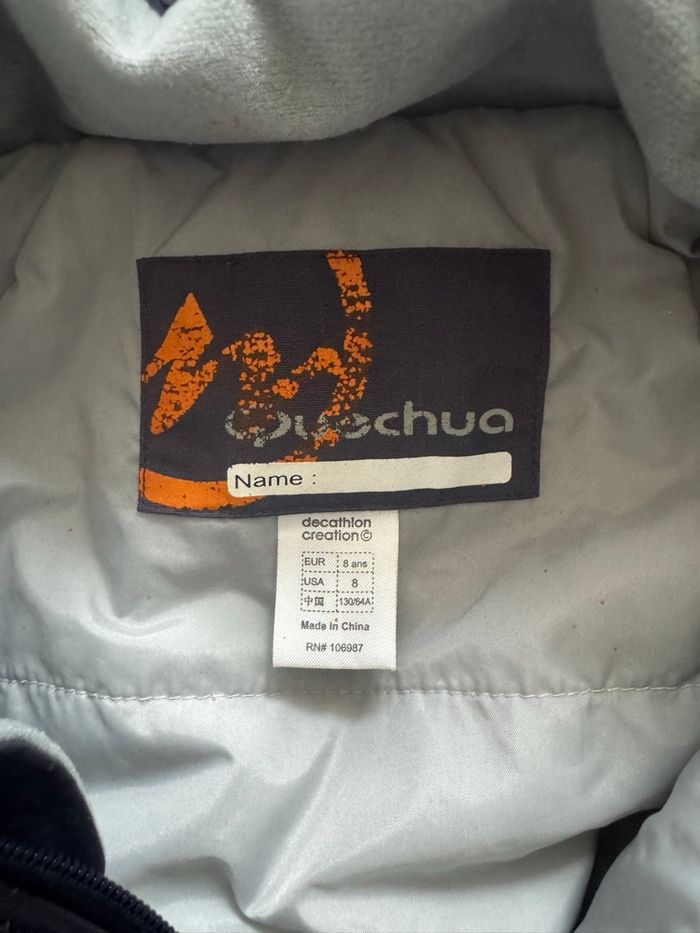 Quechua
Name :
decathlon
creation©
EUR 8 ans
USA 8
中国 130/64A
Made in China
RN# 106987